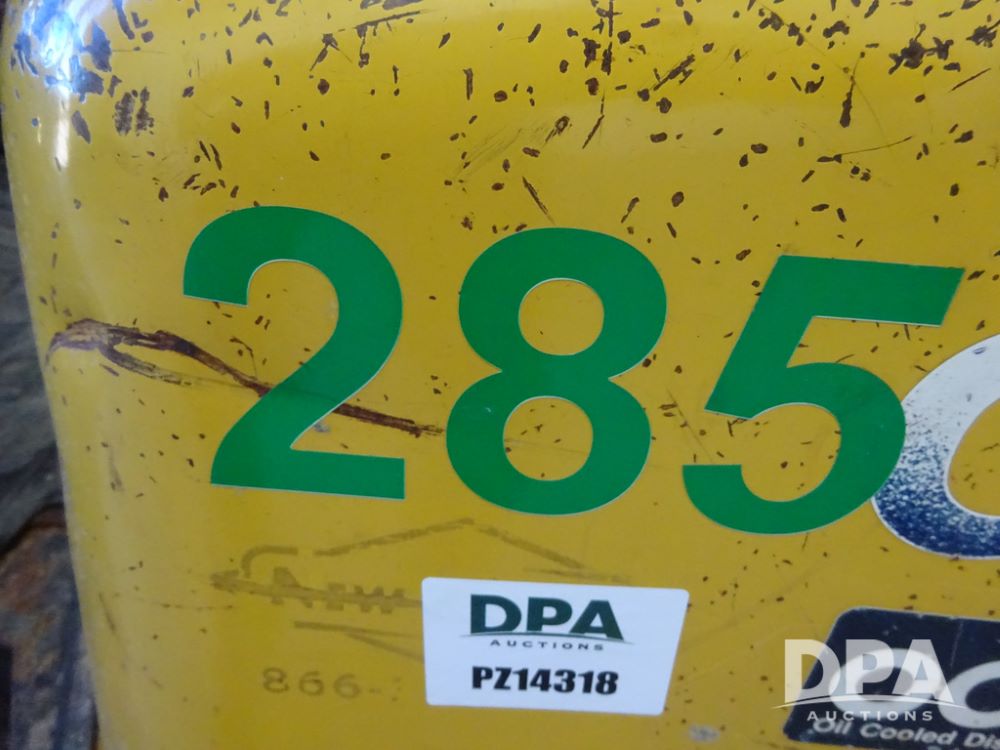 285
866-
DPA
AUCTIONS
PZ14318
DPA
AUCTIONS
Oil Cooled